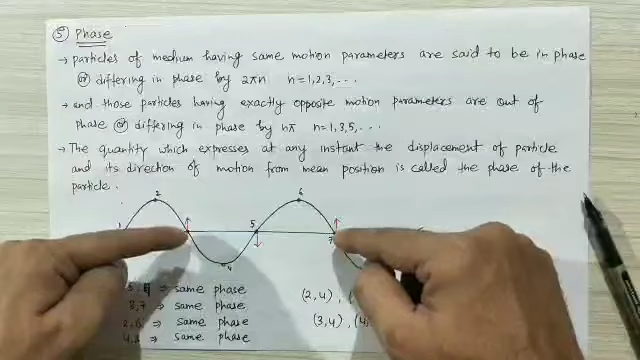 ⑤ Phase
→ particles of medium having same motion parameters are said to be in phase
or differing in phase by 2πn n=1,2,3,...
→ and those particles having exactly opposite motion parameters are out of
phase or differing in phase by nπ n=1,3,5,...
→ The quantity which expresses at any instant the displacement of particle
and its direction of motion from mean position is called the phase of the
particle.
1 2 4 5 6 7
⇒ same phase
3,7 ⇒ same phase
2,6 ⇒ same phase
⇒ same phase
(2,4), (
(3,4), (4,